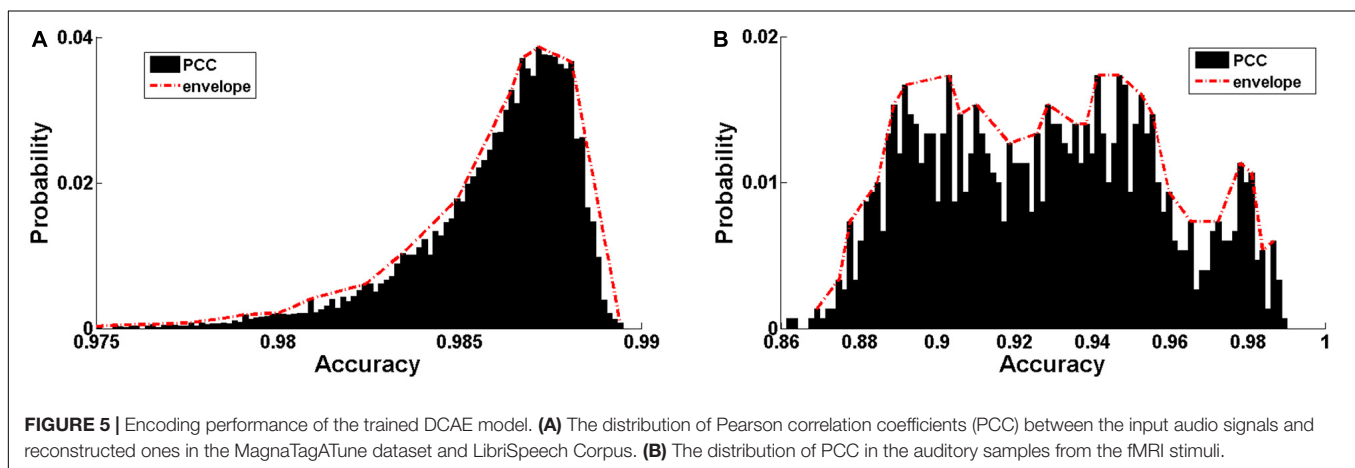 A
0.04
PCC
envelope
Probability
0.02
0
0.975
0.98
0.985
0.99
Accuracy
B
0.02
PCC
envelope
Probability
0.01
0
0.86
0.88
0.9
0.92
0.94
0.96
0.98
1
Accuracy
FIGURE 5 | Encoding performance of the trained DCAE model. (A) The distribution of Pearson correlation coefficients (PCC) between the input audio signals and
reconstructed ones in the MagnaTagATune dataset and LibriSpeech Corpus. (B) The distribution of PCC in the auditory samples from the fMRI stimuli.